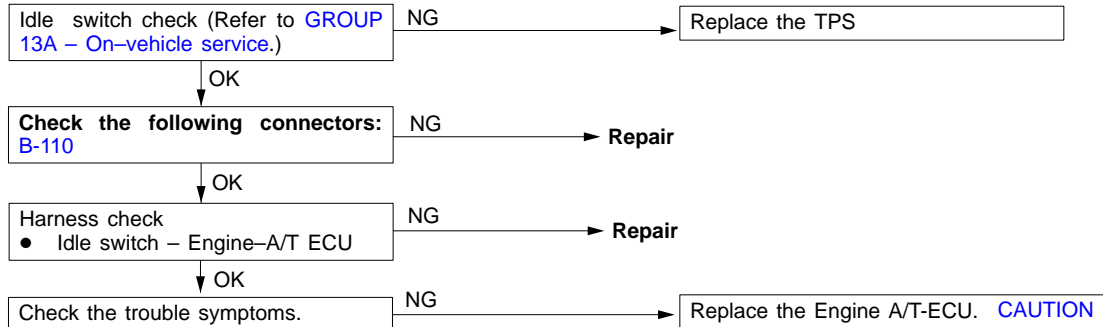 Idle switch check (Refer to GROUP
13A – On–vehicle service.)
NG
Replace the TPS
OK
Check the following connectors:
B-110
NG
Repair
OK
Harness check
● Idle switch – Engine–A/T ECU
NG
Repair
OK
Check the trouble symptoms.
NG
Replace the Engine A/T-ECU. CAUTION